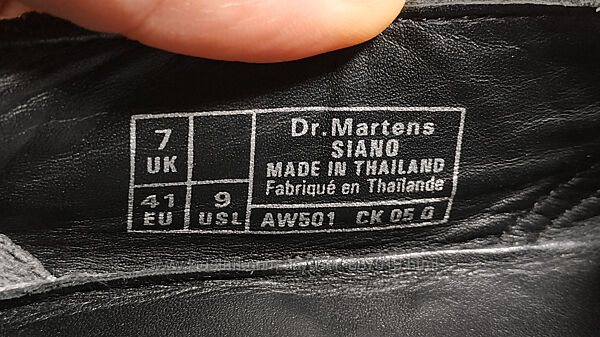 7
UK
41
EU
9
USL
Dr.Martens
SIANO
MADE IN THAILAND
Fabriqué en Thaïlande
AW501 CK 05 G